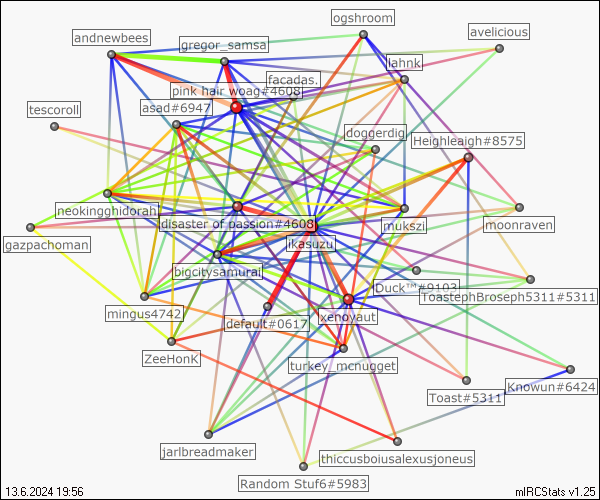 ogshroom
avelicious
andnewbees
gregor_samsa
lahnk
facadas.
pink hair woag#4608
tescoroll
asad#6947
doggerdig
Heighleaigh#8575
neokingghidorah
disaster of passion#4608
mukszi
moonraven
gazpachoman
ikasuzu
bigcitysamurai
Duck™#9103
ToastephBroseph5311#5311
mingus4742
default#0617
xenoyaut
ZeeHonK
turkey_mcnugget
Toast#5311
Knowun#6424
jarlbreadmaker
thiccusboiusalexusjoneus
Random Stuf6#5983
13.6.2024 19:56
mIRCStats v1.25